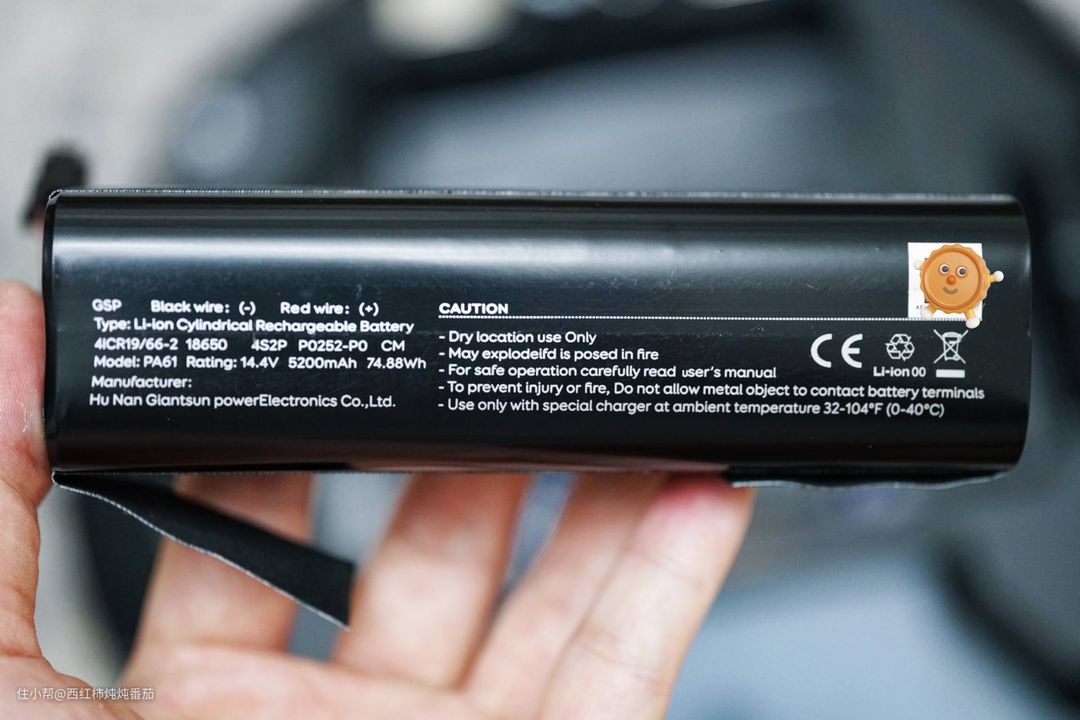 GSP Black wire: (-) Red wire: (+)
Type: Li-Ion Cylindrical Rechargeable Battery
4ICR19/66-2 18650 4S2P P0252-P0 CM
Model: PA61 Rating: 14.4V 5200mAh 74.88Wh
Manufacturer:
Hu Nan Giantsun powerElectronics Co.,Ltd.
CAUTION
- Dry location use Only
- May explodeifd is posed in fire
- For safe operation carefully read user's manual
- To prevent injury or fire, Do not allow metal object to contact battery terminals
- Use only with special charger at ambient temperature 32-104°F (0-40°C)
CE
Li-ion 00
住小帮@西红柿炖炖番茄